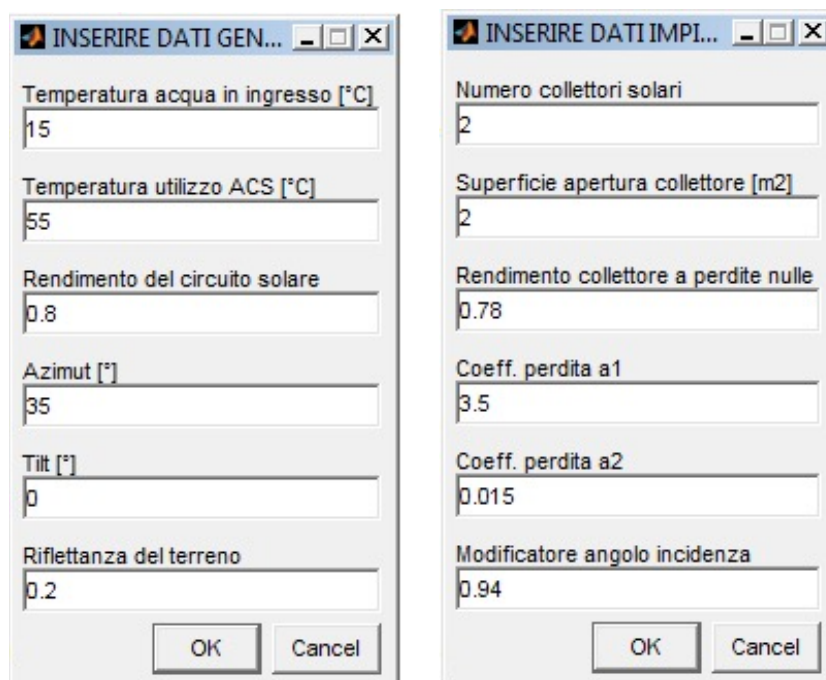 INSERIRE DATI GEN...
Temperatura acqua in ingresso [°C]
15
Temperatura utilizzo ACS [°C]
55
Rendimento del circuito solare
0.8
Azimut [°]
35
Tilt [°]
0
Riflettanza del terreno
0.2
OK Cancel
INSERIRE DATI IMPI...
Numero collettori solari
2
Superficie apertura collettore [m2]
2
Rendimento collettore a perdite nulle
0.78
Coeff. perdita a1
3.5
Coeff. perdita a2
0.015
Modificatore angolo incidenza
0.94
OK Cancel